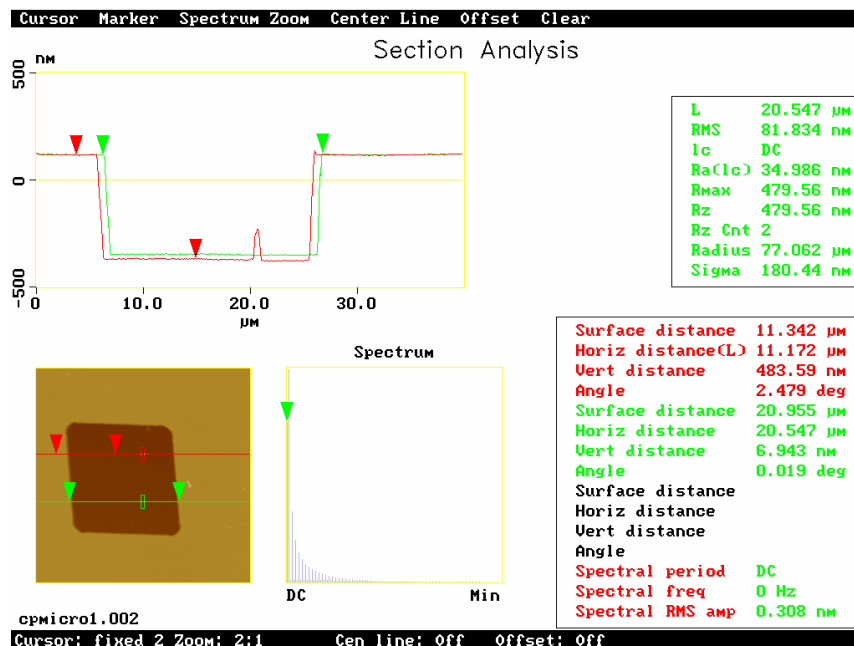 Cursor Marker Spectrum Zoom Center Line Offset Clear
Section Analysis
nM
500
0
-500
0 10.0 20.0 30.0
µM
L 20.547 µM
RMS 81.834 nM
lc DC
Ra(lc) 34.986 nM
Rmax 479.56 nM
Rz 479.56 nM
Rz Cnt 2
Radius 77.062 µM
Sigma 180.44 nM
Surface distance 11.342 µM
Horiz distance(L) 11.172 µM
Vert distance 483.59 nM
Angle 2.479 deg
Surface distance 20.955 µM
Horiz distance 20.547 µM
Vert distance 6.943 nM
Angle 0.019 deg
Surface distance
Horiz distance
Vert distance
Angle
Spectral period DC
Spectral freq 0 Hz
Spectral RMS amp 0.308 nM
Spectrum
DC Min
cpmicro1.002
Cursor: fixed 2 Zoom: 2:1 Cen line: Off Offset: Off